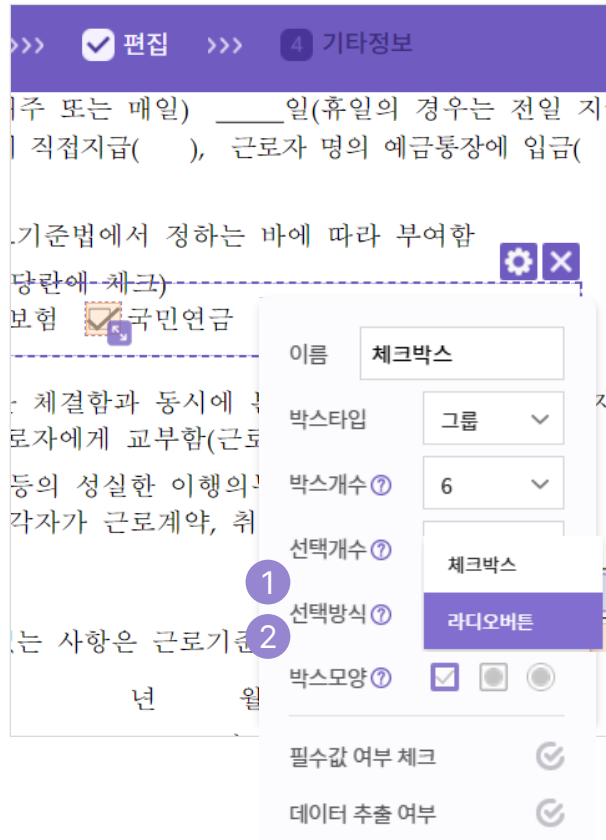 ››› 편집 ››› 4 기타정보
주 또는 매일) _____일(휴일의 경우는 전일 지
직접지급( ), 근로자 명의 예금통장에 입금(
기준법에서 정하는 바에 따라 부여함
당란에 체크)
보험 국민연금
이름 체크박스
체결함과 동시에
박스타입 그룹
로자에게 교부함(근로
등의 성실한 이행의무
박스개수 ? 6
각자가 근로계약, 취
선택개수 ?
체크박스
1
선택방식 ?
라디오버튼
2
는 사항은 근로기준
박스모양 ?
년 월
필수값 여부 체크
데이터 추출 여부